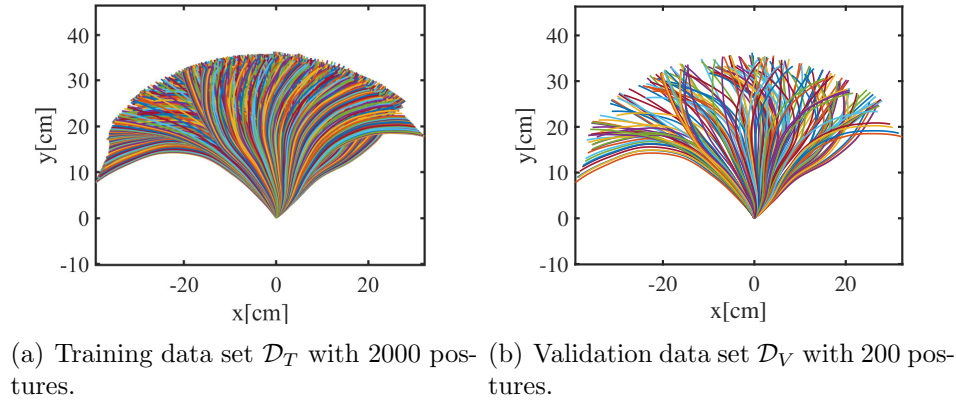 40
30
20
10
0
-10
y[cm]
-20 0 20
x[cm]
40
30
20
10
0
-10
y[cm]
-20 0 20
x[cm]
(a) Training data set D_T with 2000 pos-
tures.
(b) Validation data set D_V with 200 pos-
tures.